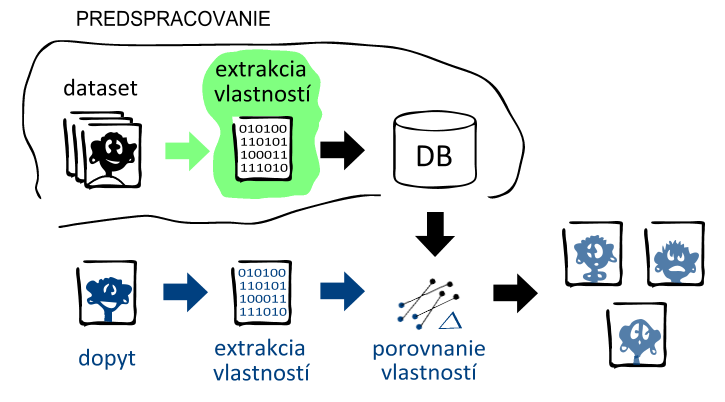 PREDSPRACOVANIE
dataset
extrakcia
vlastností
010100
110101
100011
111010
DB
010100
110101
100011
111010
dopyt
extrakcia
vlastností
porovnanie
vlastností